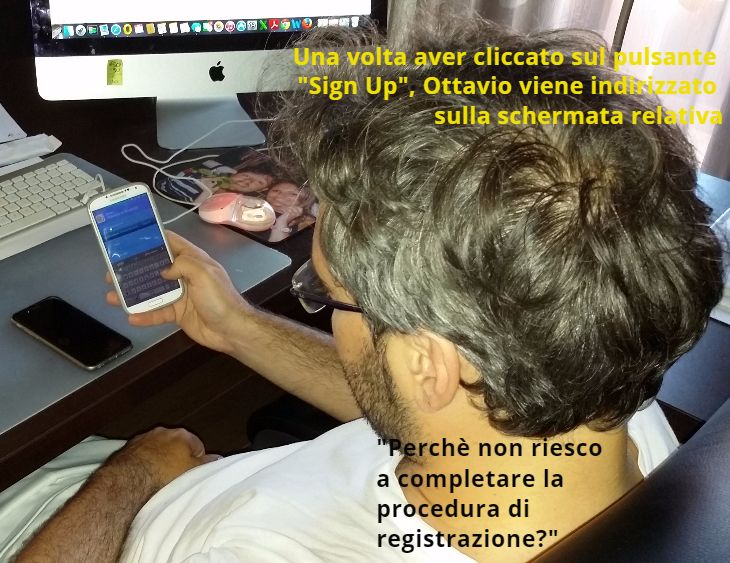 Una volta aver cliccato sul pulsante
"Sign Up", Ottavio viene indirizzato
sulla schermata relativa
"Perchè non riesco
a completare la
procedura di
registrazione?"